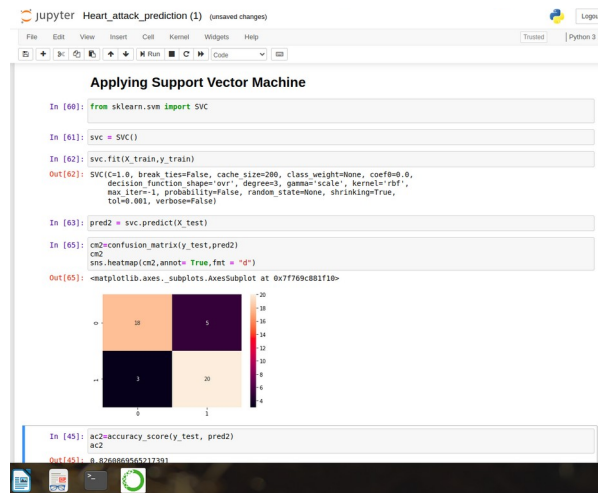 jupyter Heart_attack_prediction (1) (unsaved changes)
Logou
File Edit View Insert Cell Kernel Widgets Help
Trusted Python 3
Run Code
Applying Support Vector Machine
In [60]: from sklearn.svm import SVC
In [61]: svc = SVC()
In [62]: svc.fit(X_train,y_train)
Out[62]: SVC(C=1.0, break_ties=False, cache_size=200, class_weight=None, coef0=0.0,
decision_function_shape='ovr', degree=3, gamma='scale', kernel='rbf',
max_iter=-1, probability=False, random_state=None, shrinking=True,
tol=0.001, verbose=False)
In [63]: pred2 = svc.predict(X_test)
In [65]: cm2=confusion_matrix(y_test,pred2)
cm2
sns.heatmap(cm2,annot= True,fmt = "d")
Out[65]: <matplotlib.axes._subplots.AxesSubplot at 0x7f769c881f10>
20
18
16
14
12
10
8
6
4
0 18 5
1 3 20
0 1
In [45]: ac2=accuracy_score(y_test, pred2)
ac2
Out[45]: 0.8260869565217391